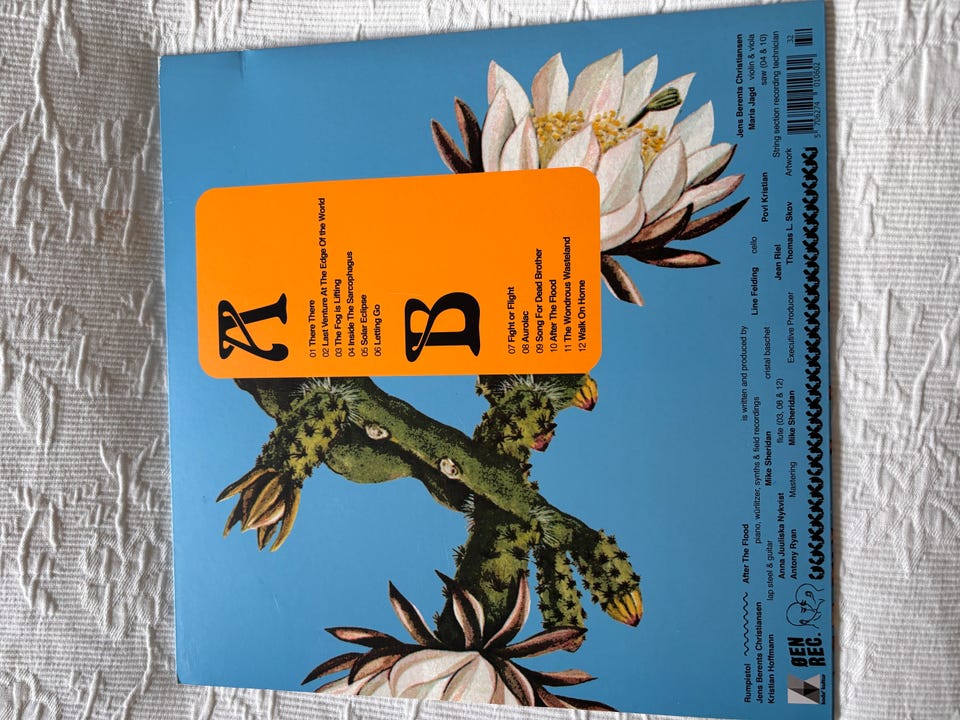 A
01 There There
02 Last Venture At The Edge Of the World
03 The Fog Is Lifting
04 Inside The Sarcophagus
05 Solar Eclipse
06 Letting Go
B
07 Fight or Flight
08 Aurolac
09 Song For Dead Brother
10 After The Flood
11 The Wondrous Wasteland
12 Walk On Home
Rumpistol After The Flood is written and produced by Jens Berents Christiansen
Jens Berents Christiansen piano, würlitzer, synths & field recordings Line Felding cello Maria Jagd violin & viola
Kristian Hoffmann lap steel & guitar Mike Sheridan cristal baschet Povl Kristian saw (04 & 10)
Anna Juuliska Nykvist flute (03, 08 & 12) Jean Riel String section recording technician
Antony Ryan Mastering Mike Sheridan Executive Producer Thomas L. Skov Artwork
ØEN
REC.
32
5 706274 010602